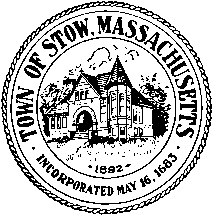 TOWN OF STOW, MASSACHUSETTS
1892
INCORPORATED MAY 16, 1683